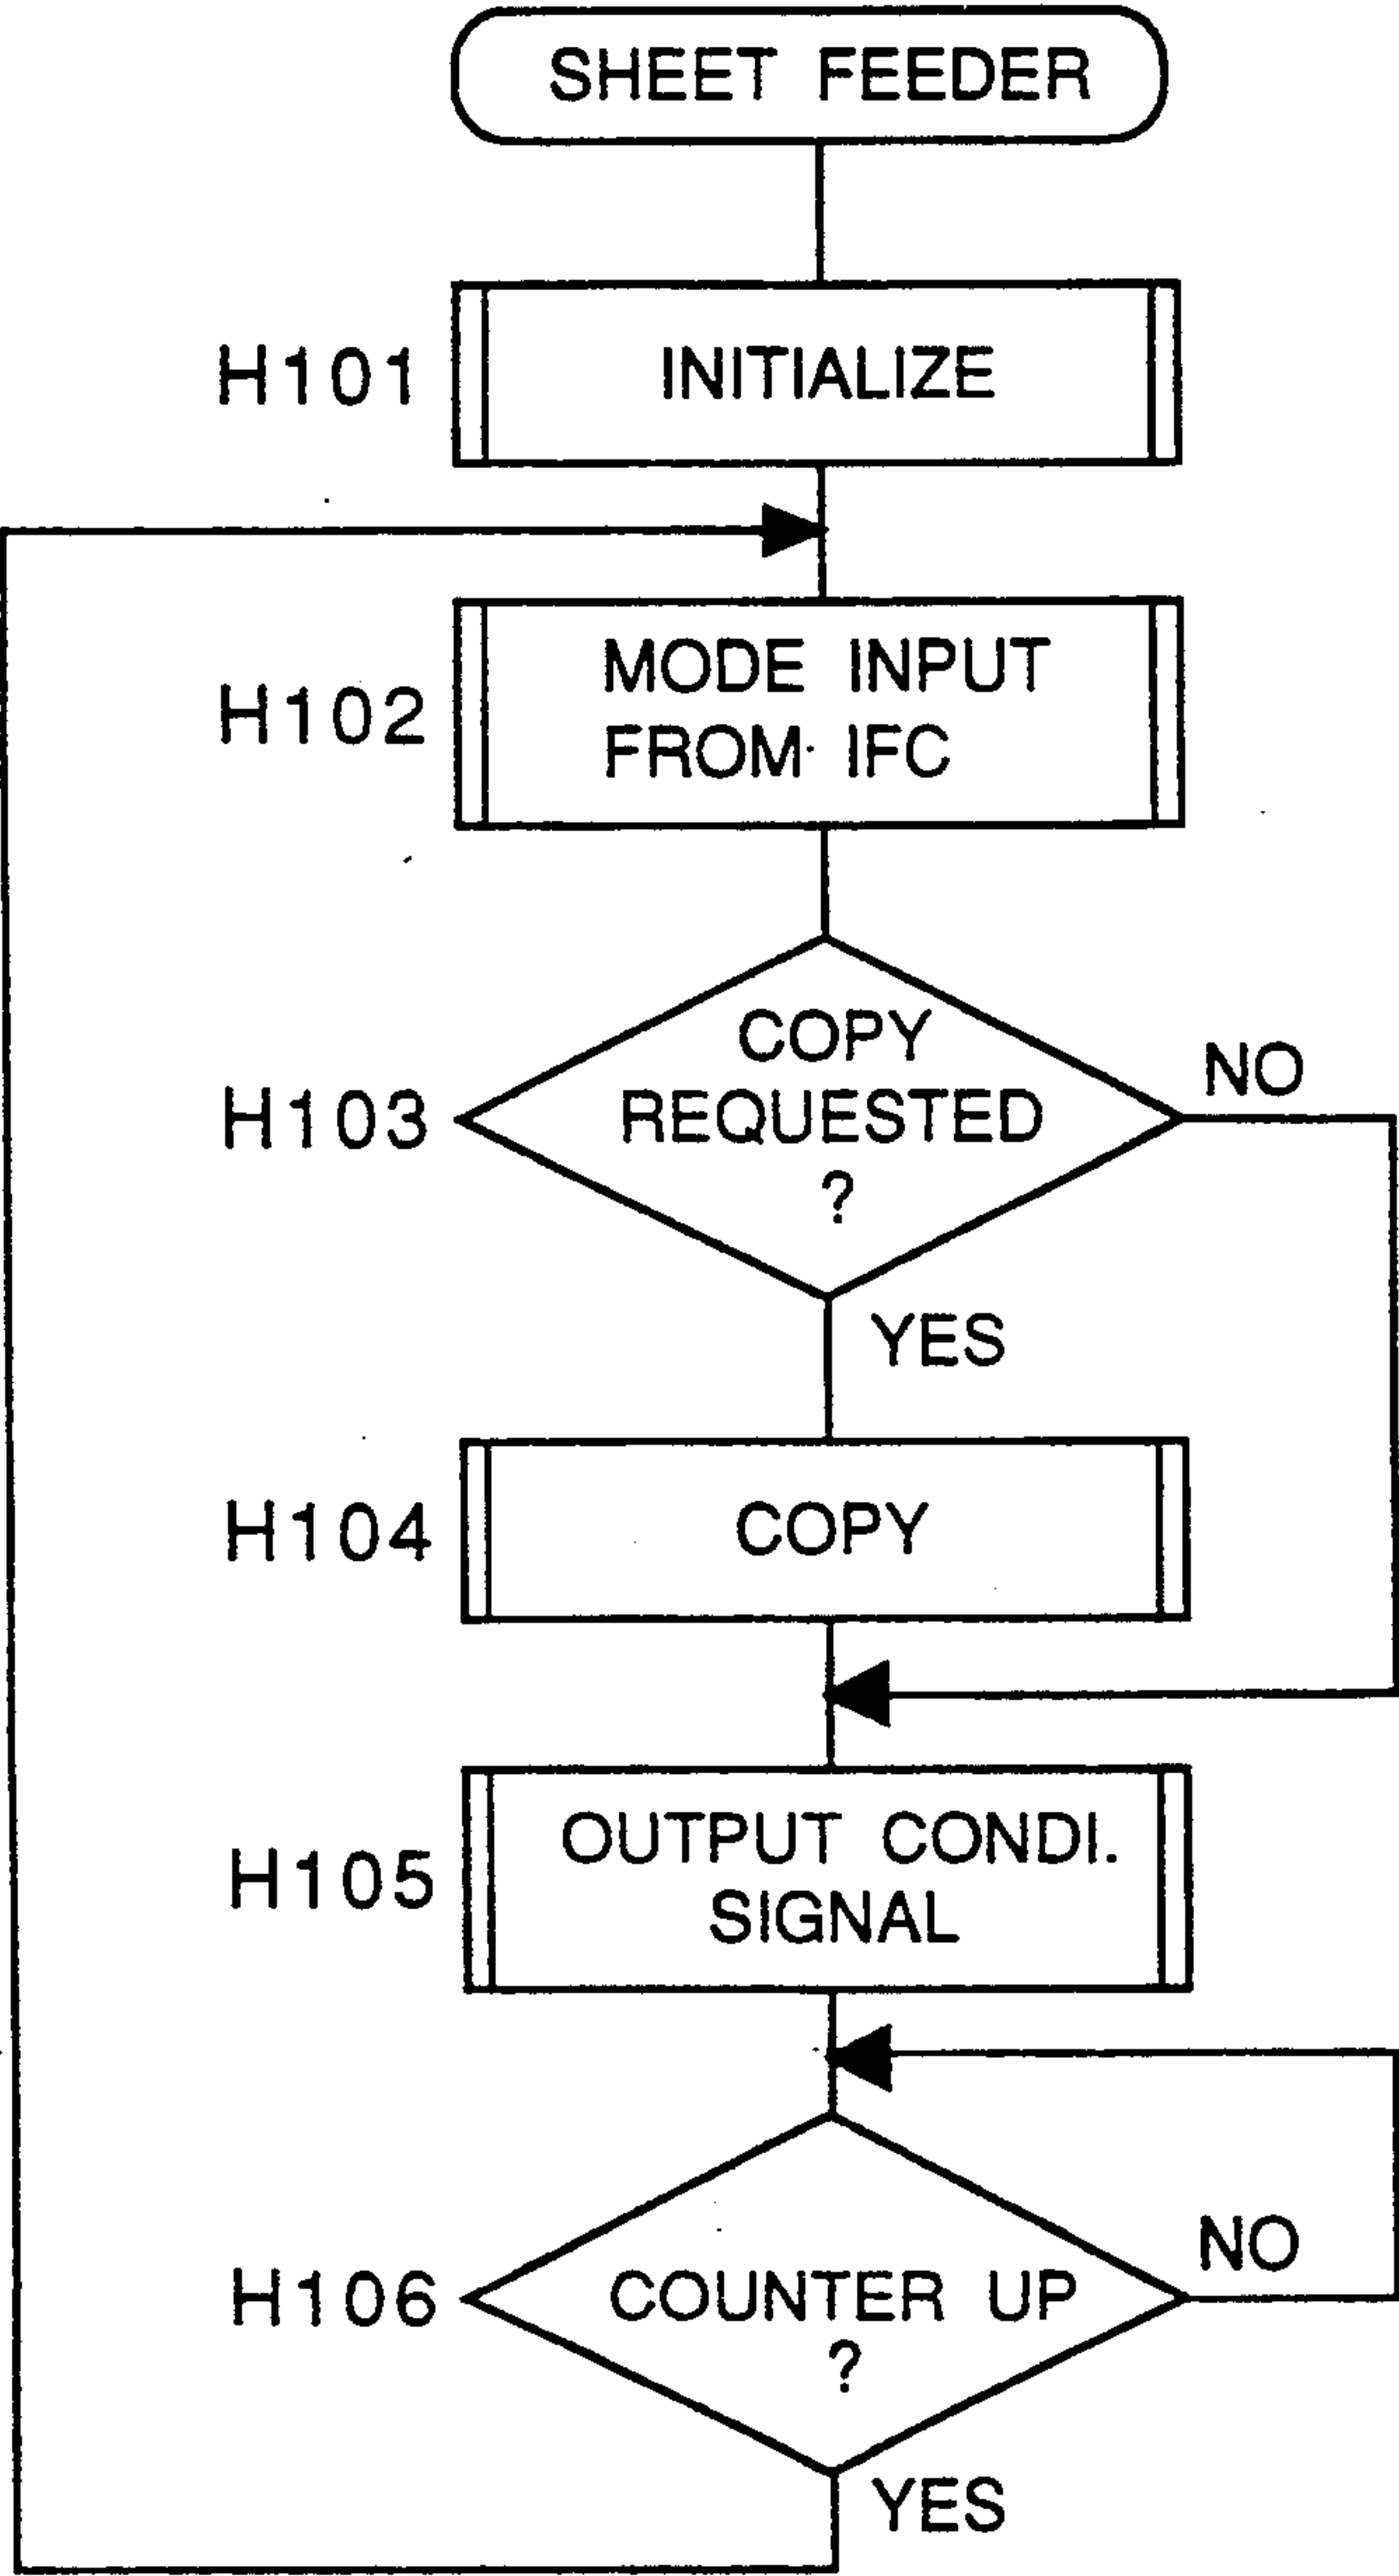 SHEET FEEDER
H101
INITIALIZE
H102
MODE INPUT
FROM IFC
H103
COPY
REQUESTED
?
NO
YES
H104
COPY
H105
OUTPUT CONDI.
SIGNAL
H106
COUNTER UP
?
NO
YES